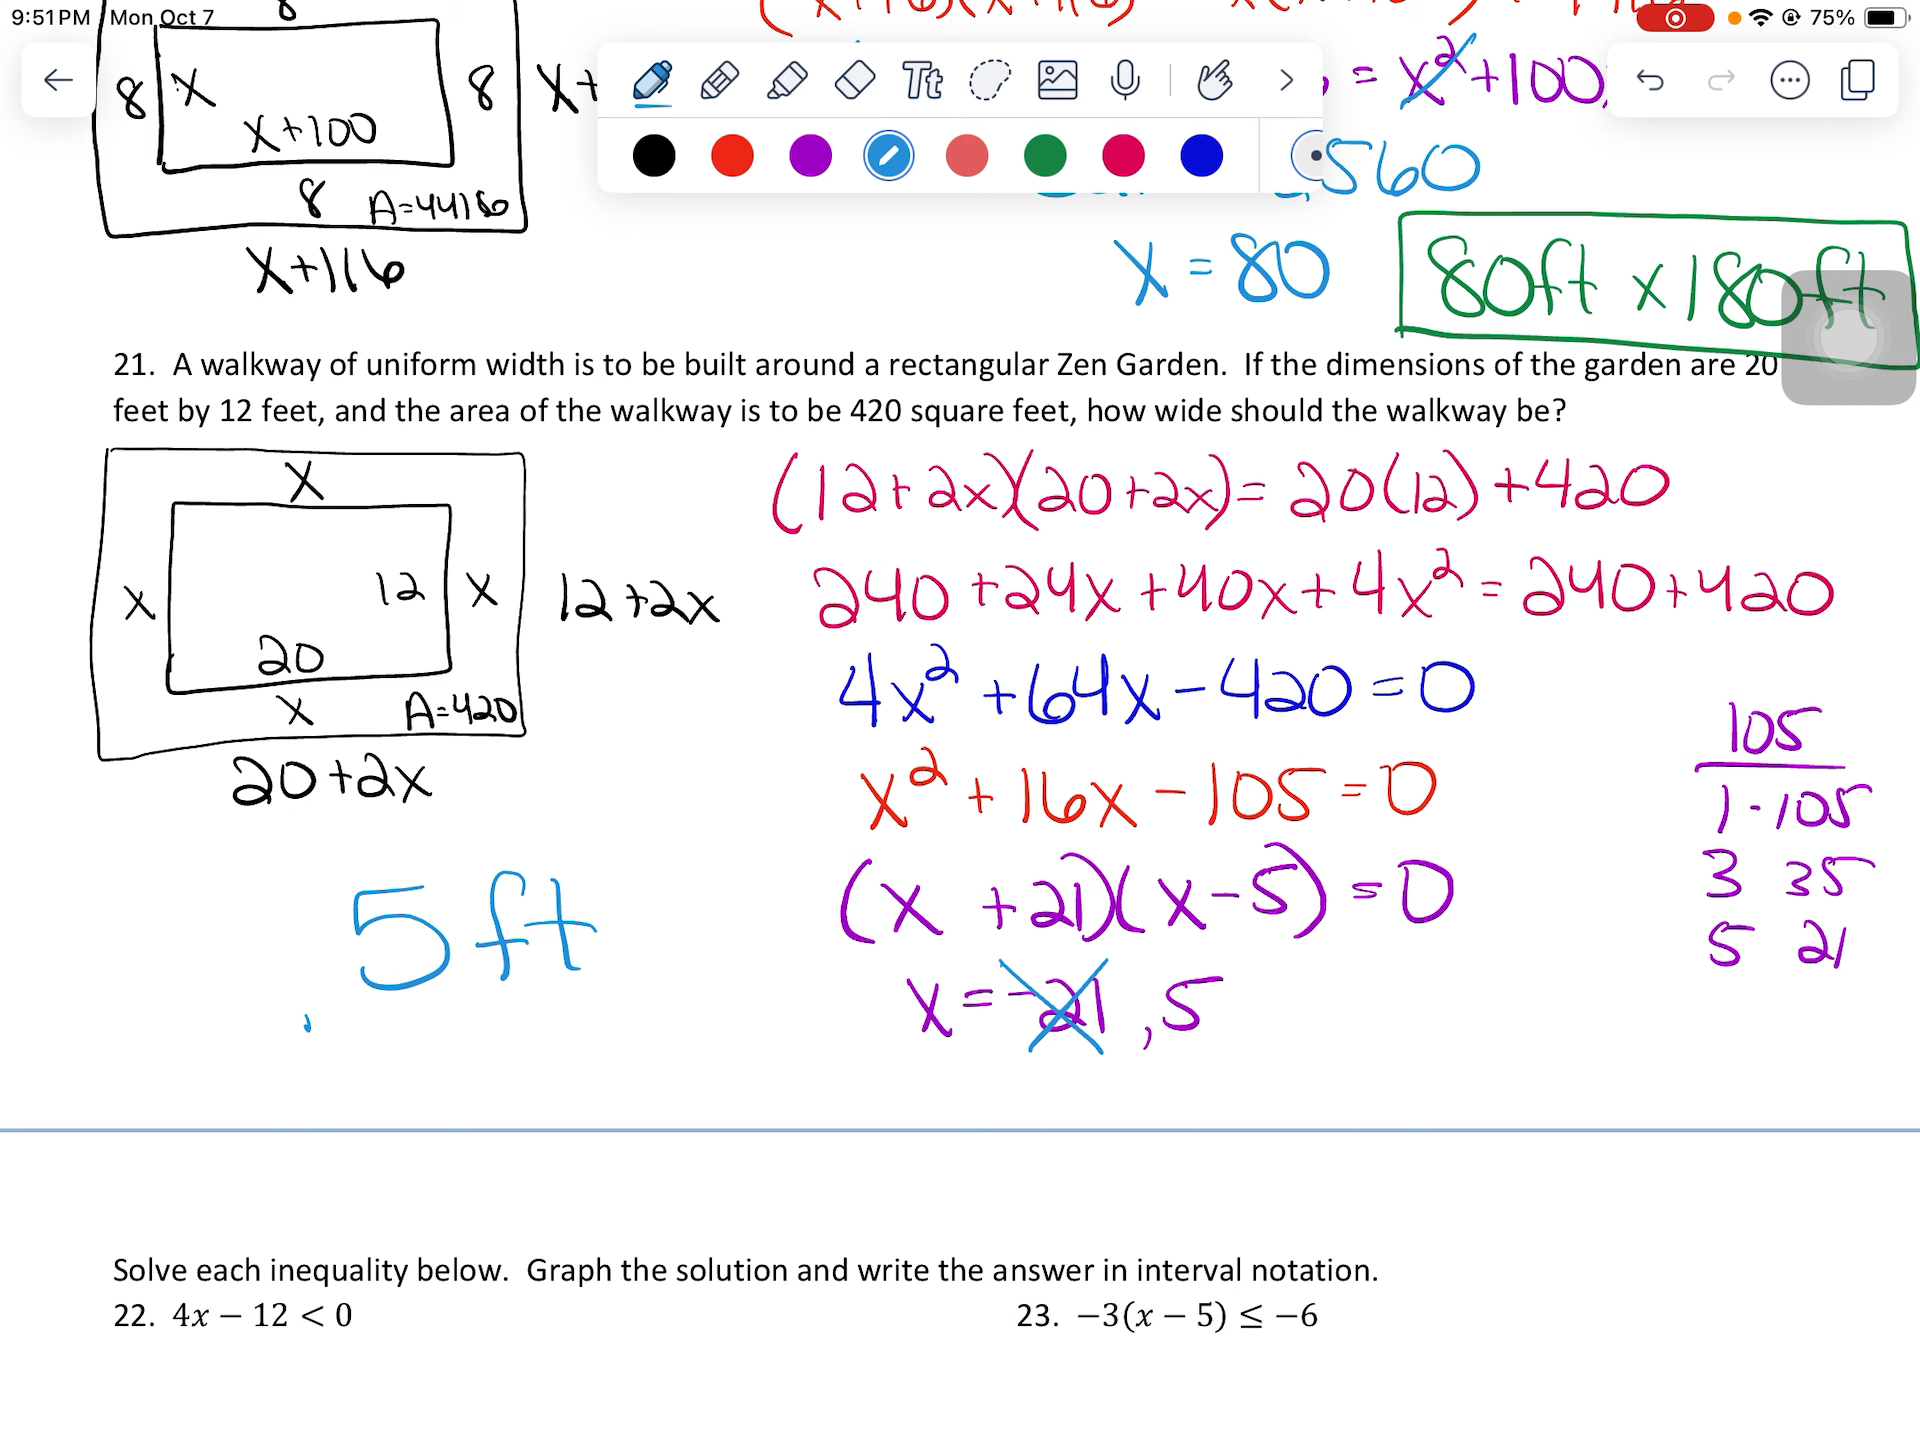 9:51 PM Mon Oct 7
75%
8
8 x 8 x+
x+100
8 A=4416
x+116
= x²+100
,560
x = 80
80ft x 180ft
Tt
21. A walkway of uniform width is to be built around a rectangular Zen Garden. If the dimensions of the garden are 20
feet by 12 feet, and the area of the walkway is to be 420 square feet, how wide should the walkway be?
x
x 12 x 12+2x
20
x A=420
20+2x
(12+2x)(20+2x)= 20(12)+420
240 +24x +40x+4x² = 240+420
4x² +64x-420=0
x² +16x-105=0
(x +21)(x-5)=0
x=-21,5
105
1-105
3 35
5 21
5 ft
Solve each inequality below. Graph the solution and write the answer in interval notation.
22. 4x − 12 < 0
23. −3(x − 5) ≤ −6